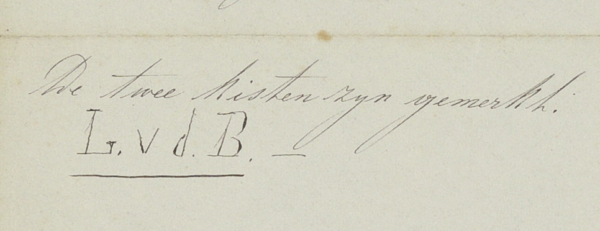 De twee kisten zyn gemerkt.
L. v d. B. —